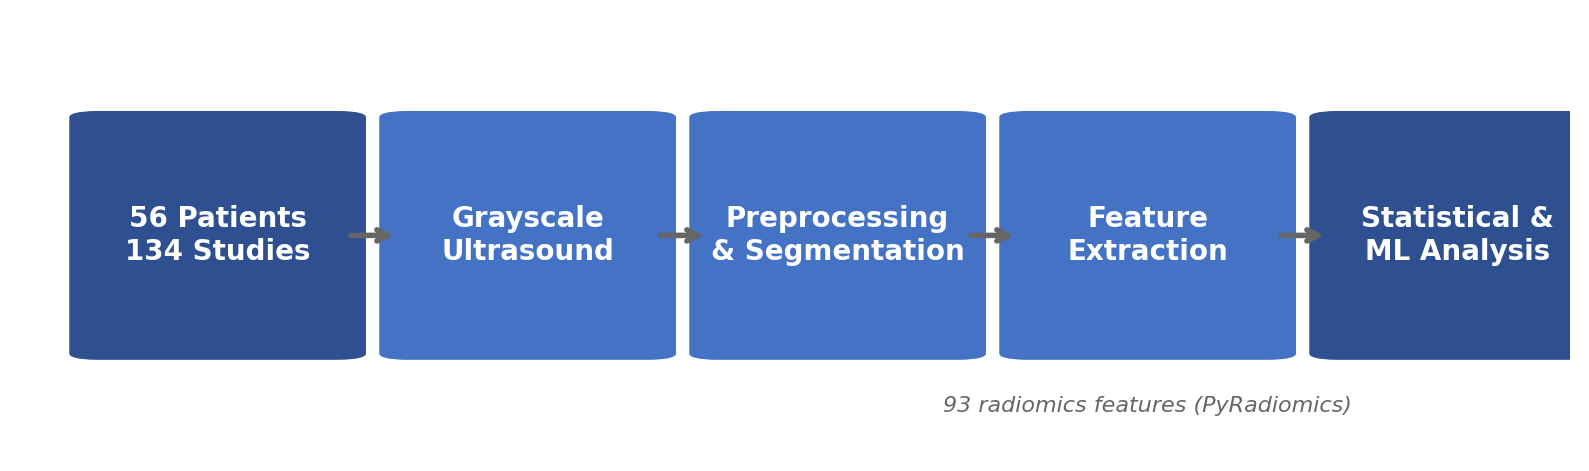 56 Patients
134 Studies
Grayscale
Ultrasound
Preprocessing
& Segmentation
Feature
Extraction
Statistical &
ML Analysis
93 radiomics features (PyRadiomics)